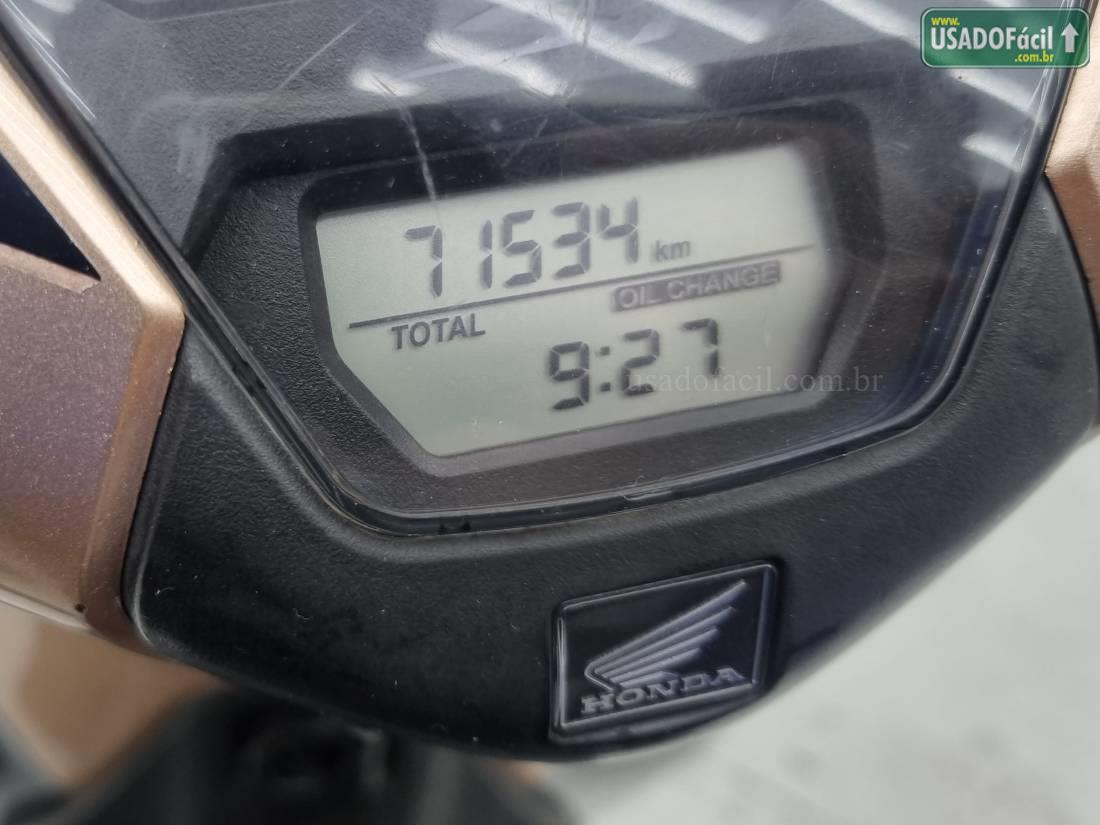 www.
USADOFácil
.com.br
71534 km
TOTAL OIL CHANGE
9:27
usadofacil.com.br
HONDA